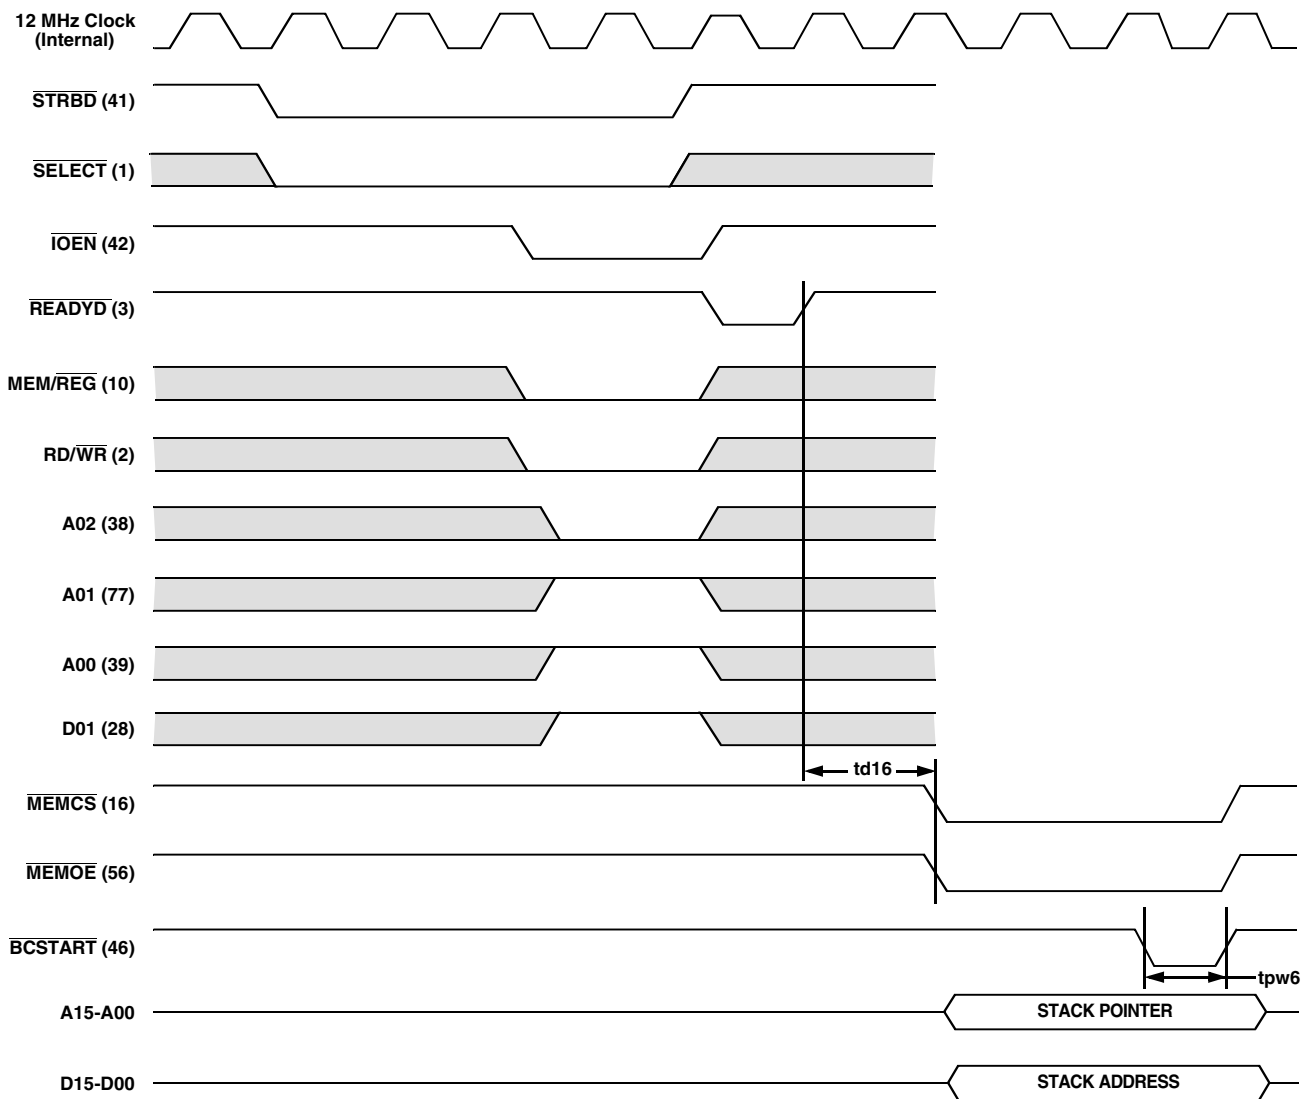 12 MHz Clock
(Internal)
STRBD (41)
SELECT (1)
IOEN (42)
READYD (3)
MEM/REG (10)
RD/WR (2)
A02 (38)
A01 (77)
A00 (39)
D01 (28)
td16
MEMCS (16)
MEMOE (56)
BCSTART (46)
tpw6
A15-A00
STACK POINTER
D15-D00
STACK ADDRESS